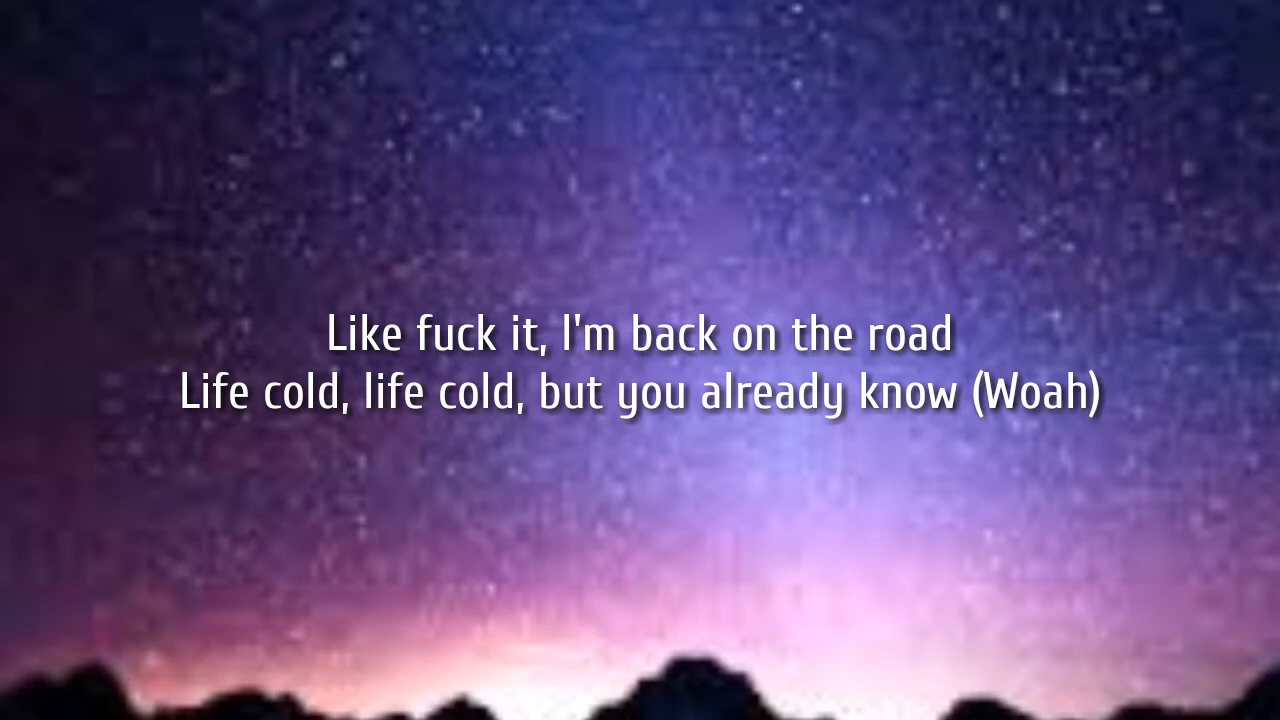 Like fuck it, I'm back on the road
Life cold, life cold, but you already know (Woah)